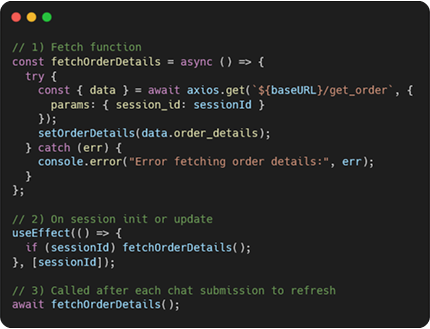 // 1) Fetch function
const fetchOrderDetails = async () => {
  try {
    const { data } = await axios.get(`${baseURL}/get_order`, {
      params: { session_id: sessionId }
    });
    setOrderDetails(data.order_details);
  } catch (err) {
    console.error("Error fetching order details:", err);
  }
};

// 2) On session init or update
useEffect(() => {
  if (sessionId) fetchOrderDetails();
}, [sessionId]);

// 3) Called after each chat submission to refresh
await fetchOrderDetails();